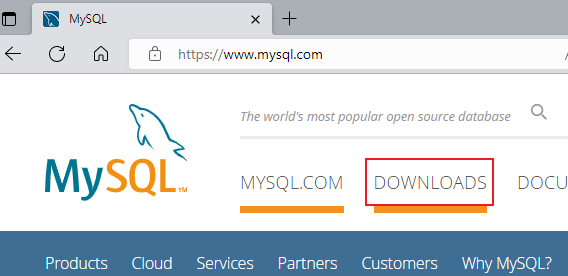 MySQL
https://www.mysql.com
The world's most popular open source database
MySQL™
MYSQL.COM DOWNLOADS DOCU
Products Cloud Services Partners Customers Why MySQL?